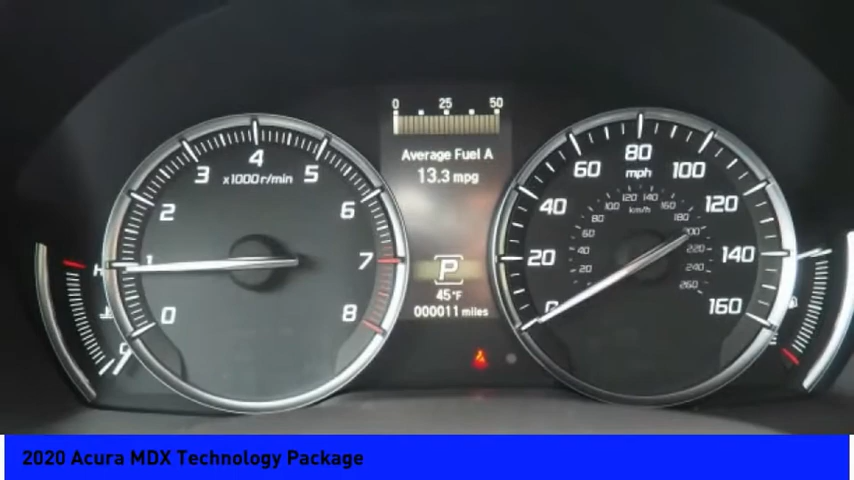 0 25 50
Average Fuel A
13.3 mpg
P
45°F
000011 miles
0 1 2 3 4 5 6 7 8
x1000r/min
H
C
0 20 40 60 80 100 120 140 160
mph
20 40 60 80 100 120 140 160 180 200 220 240 260
km/h
2020 Acura MDX Technology Package